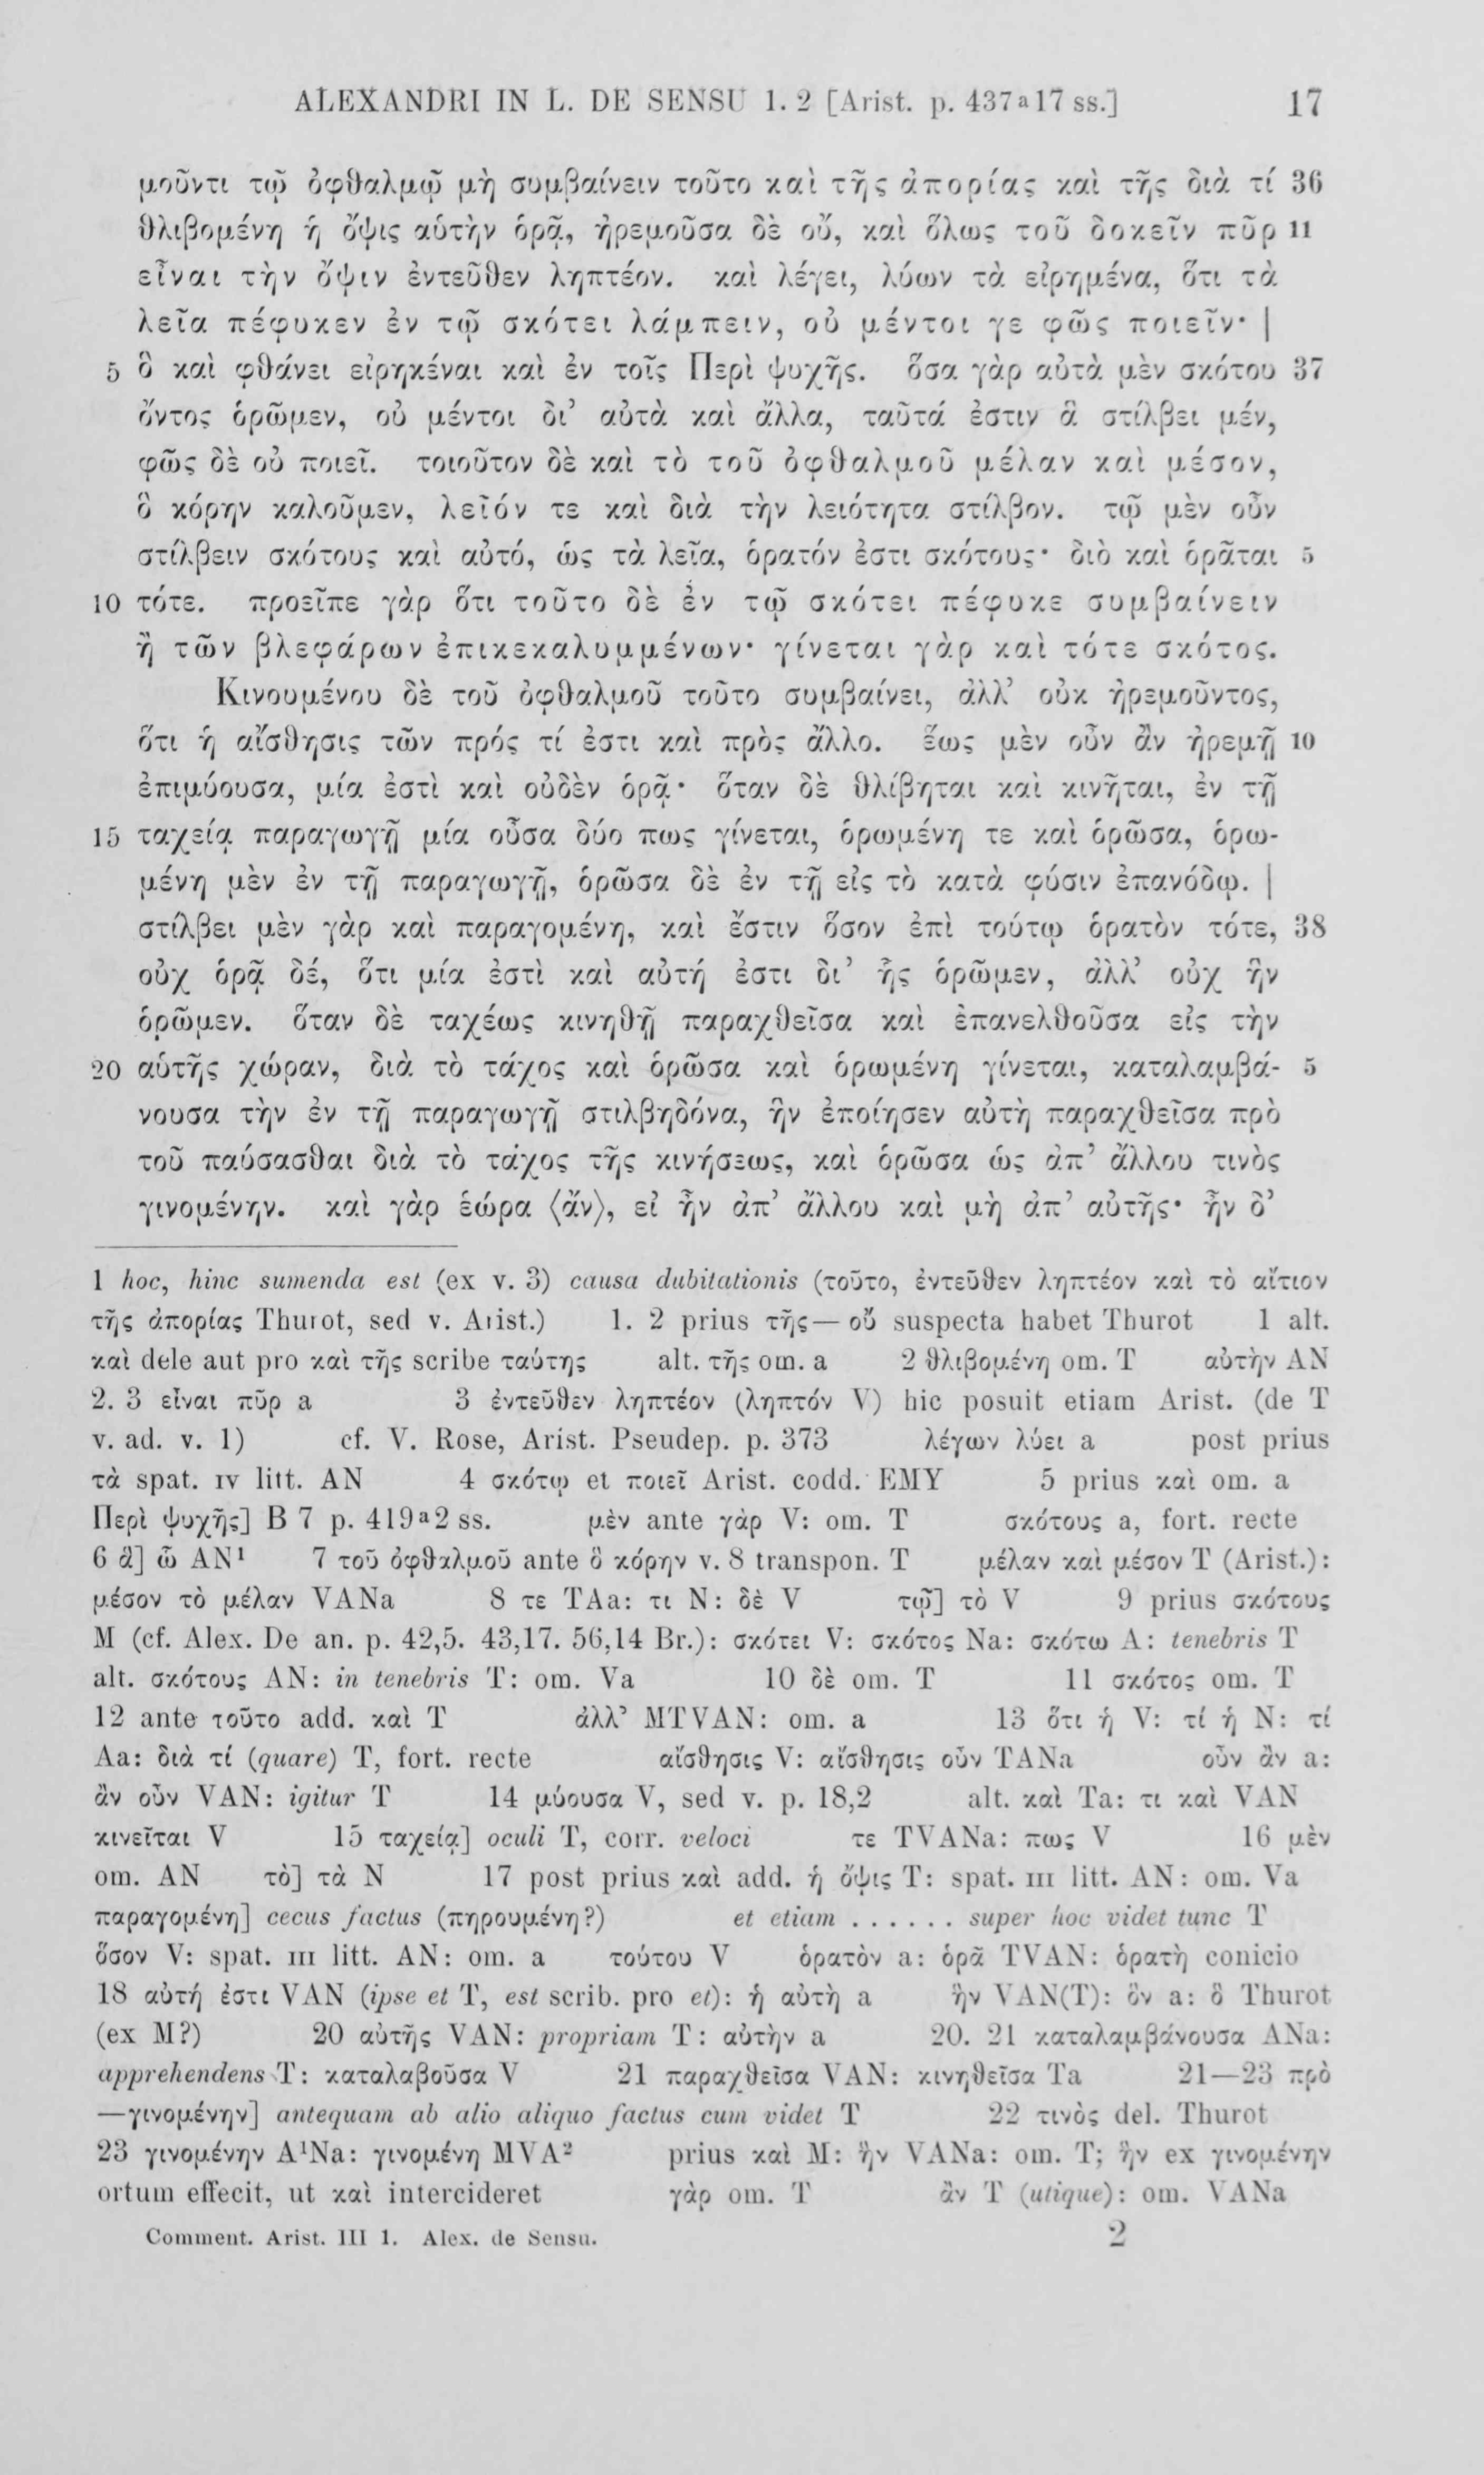 ALEXANDRI IN L. DE SENSU 1. 2 [Arist. p. 437a17 ss.] 17
μοῦντι τῷ ὀφθαλμῷ μὴ συμβαίνειν τοῦτο καὶ τῆς ἀπορίας καὶ τῆς διὰ τί 36
θλιβομένη ἡ ὄψις αὑτὴν ὁρᾷ, ἠρεμοῦσα δὲ οὔ, καὶ ὅλως τοῦ δοκεῖν πῦρ 11
εἶναι τὴν ὄψιν ἐντεῦθεν ληπτέον. καὶ λέγει, λύων τὰ εἰρημένα, ὅτι τὰ
λεῖα πέφυκεν ἐν τῷ σκότει λάμπειν, οὐ μέντοι γε φῶς ποιεῖν· |
5 ὃ καὶ φθάνει εἰρηκέναι καὶ ἐν τοῖς Περὶ ψυχῆς. ὅσα γὰρ αὐτὰ μὲν σκότου 37
ὄντος ὁρῶμεν, οὐ μέντοι δι’ αὐτὰ καὶ ἄλλα, ταῦτά ἐστιν ἃ στίλβει μέν,
φῶς δὲ οὐ ποιεῖ. τοιοῦτον δὲ καὶ τὸ τοῦ ὀφθαλμοῦ μέλαν καὶ μέσον,
ὃ κόρην καλοῦμεν, λεῖόν τε καὶ διὰ τὴν λειότητα στίλβον. τῷ μὲν οὖν
στίλβειν σκότους καὶ αὐτό, ὡς τὰ λεῖα, ὁρατόν ἐστι σκότους· διὸ καὶ ὁρᾶται 5
10 τότε. προεῖπε γὰρ ὅτι τοῦτο δὲ ἐν τῷ σκότει πέφυκε συμβαίνειν
ἢ τῶν βλεφάρων ἐπικεκαλυμμένων· γίνεται γὰρ καὶ τότε σκότος.
Κινουμένου δὲ τοῦ ὀφθαλμοῦ τοῦτο συμβαίνει, ἀλλ’ οὐκ ἠρεμοῦντος,
ὅτι ἡ αἴσθησις τῶν πρός τί ἐστι καὶ πρὸς ἄλλο. ἕως μὲν οὖν ἂν ἠρεμῇ 10
ἐπιμύουσα, μία ἐστὶ καὶ οὐδὲν ὁρᾷ· ὅταν δὲ θλίβηται καὶ κινῆται, ἐν τῇ
15 ταχείᾳ παραγωγῇ μία οὖσα δύο πως γίνεται, ὁρωμένη τε καὶ ὁρῶσα, ὁρω-
μένη μὲν ἐν τῇ παραγωγῇ, ὁρῶσα δὲ ἐν τῇ εἰς τὸ κατὰ φύσιν ἐπανόδῳ. |
στίλβει μὲν γὰρ καὶ παραγομένη, καὶ ἔστιν ὅσον ἐπὶ τούτῳ ὁρατὸν τότε, 38
οὐχ ὁρᾷ δέ, ὅτι μία ἐστὶ καὶ αὐτή ἐστι δι’ ἧς ὁρῶμεν, ἀλλ’ οὐχ ἣν
ὁρῶμεν. ὅταν δὲ ταχέως κινηθῇ παραχθεῖσα καὶ ἐπανελθοῦσα εἰς τὴν
20 αὑτῆς χώραν, διὰ τὸ τάχος καὶ ὁρῶσα καὶ ὁρωμένη γίνεται, καταλαμβά- 5
νουσα τὴν ἐν τῇ παραγωγῇ στιλβηδόνα, ἣν ἐποίησεν αὐτὴ παραχθεῖσα πρὸ
τοῦ παύσασθαι διὰ τὸ τάχος τῆς κινήσεως, καὶ ὁρῶσα ὡς ἀπ’ ἄλλου τινὸς
γινομένην. καὶ γὰρ ἑώρα ⟨ἄν⟩, εἰ ἦν ἀπ’ ἄλλου καὶ μὴ ἀπ’ αὐτῆς· ἦν δ’
1 hoc, hinc sumenda est (ex v. 3) causa dubitationis (τοῦτο, ἐντεῦθεν ληπτέον καὶ τὸ αἴτιον
τῆς ἀπορίας Thurot, sed v. Arist.) 1. 2 prius τῆς— οὔ suspecta habet Thurot 1 alt.
καὶ dele aut pro καὶ τῆς scribe ταύτης alt. τῆς om. a 2 θλιβομένη om. T αὐτὴν AN
2. 3 εἶναι πῦρ a 3 ἐντεῦθεν ληπτέον (ληπτόν V) hic posuit etiam Arist. (de T
v. ad. v. 1) cf. V. Rose, Arist. Pseudep. p. 373 λέγων λύει a post prius
τὰ spat. IV litt. AN 4 σκότῳ et ποιεῖ Arist. codd. EMY 5 prius καὶ om. a
Περὶ ψυχῆς] B 7 p. 419a2 ss. μὲν ante γὰρ V: om. T σκότους a, fort. recte
6 ἃ] ὦ AN1 7 τοῦ ὀφθαλμοῦ ante ὃ κόρην v. 8 transpon. T μέλαν καὶ μέσον T (Arist.):
μέσον τὸ μέλαν VANa 8 τε TAa: τι N: δὲ V τῷ] τὸ V 9 prius σκότους
M (cf. Alex. De an. p. 42,5. 43,17. 56,14 Br.): σκότει V: σκότος Na: σκότω A: tenebris T
alt. σκότους AN: in tenebris T: om. Va 10 δὲ om. T 11 σκότος om. T
12 ante τοῦτο add. καὶ T ἀλλ’ MTVAN: om. a 13 ὅτι ἡ V: τί ἡ N: τί
Aa: διὰ τί (quare) T, fort. recte αἴσθησις V: αἴσθησις οὖν TANa οὖν ἂν a:
ἂν οὖν VAN: igitur T 14 μύουσα V, sed v. p. 18,2 alt. καὶ Ta: τι καὶ VAN
κινεῖται V 15 ταχείᾳ] oculi T, corr. veloci τε TVANa: πως V 16 μὲν
om. AN τὸ] τὰ N 17 post prius καὶ add. ἡ ὄψις T: spat. III litt. AN: om. Va
παραγομένη] cecus factus (πηρουμένη?) et etiam ...... super hoc videt tunc T
ὅσον V: spat. III litt. AN: om. a τούτου V ὁρατὸν a: ὁρᾶ TVAN: ὁρατὴ conicio
18 αὐτή ἐστι VAN (ipse et T, est scrib. pro et): ἡ αὐτὴ a ἣν VAN(T): ὃν a: ὃ Thurot
(ex M?) 20 αὑτῆς VAN: propriam T: αὐτὴν a 20. 21 καταλαμβάνουσα ANa:
apprehendens T: καταλαβοῦσα V 21 παραχθεῖσα VAN: κινηθεῖσα Ta 21—23 πρὸ
—γινομένην] antequam ab alio aliquo factus cum videt T 22 τινὸς del. Thurot
23 γινομένην A1Na: γινομένη MVA2 prius καὶ M: ἣν VANa: om. T; ἣν ex γινομένην
ortum effecit, ut καὶ intercideret γὰρ om. T ἂν T (utique): om. VANa
Comment. Arist. III 1. Alex. de Sensu. 2